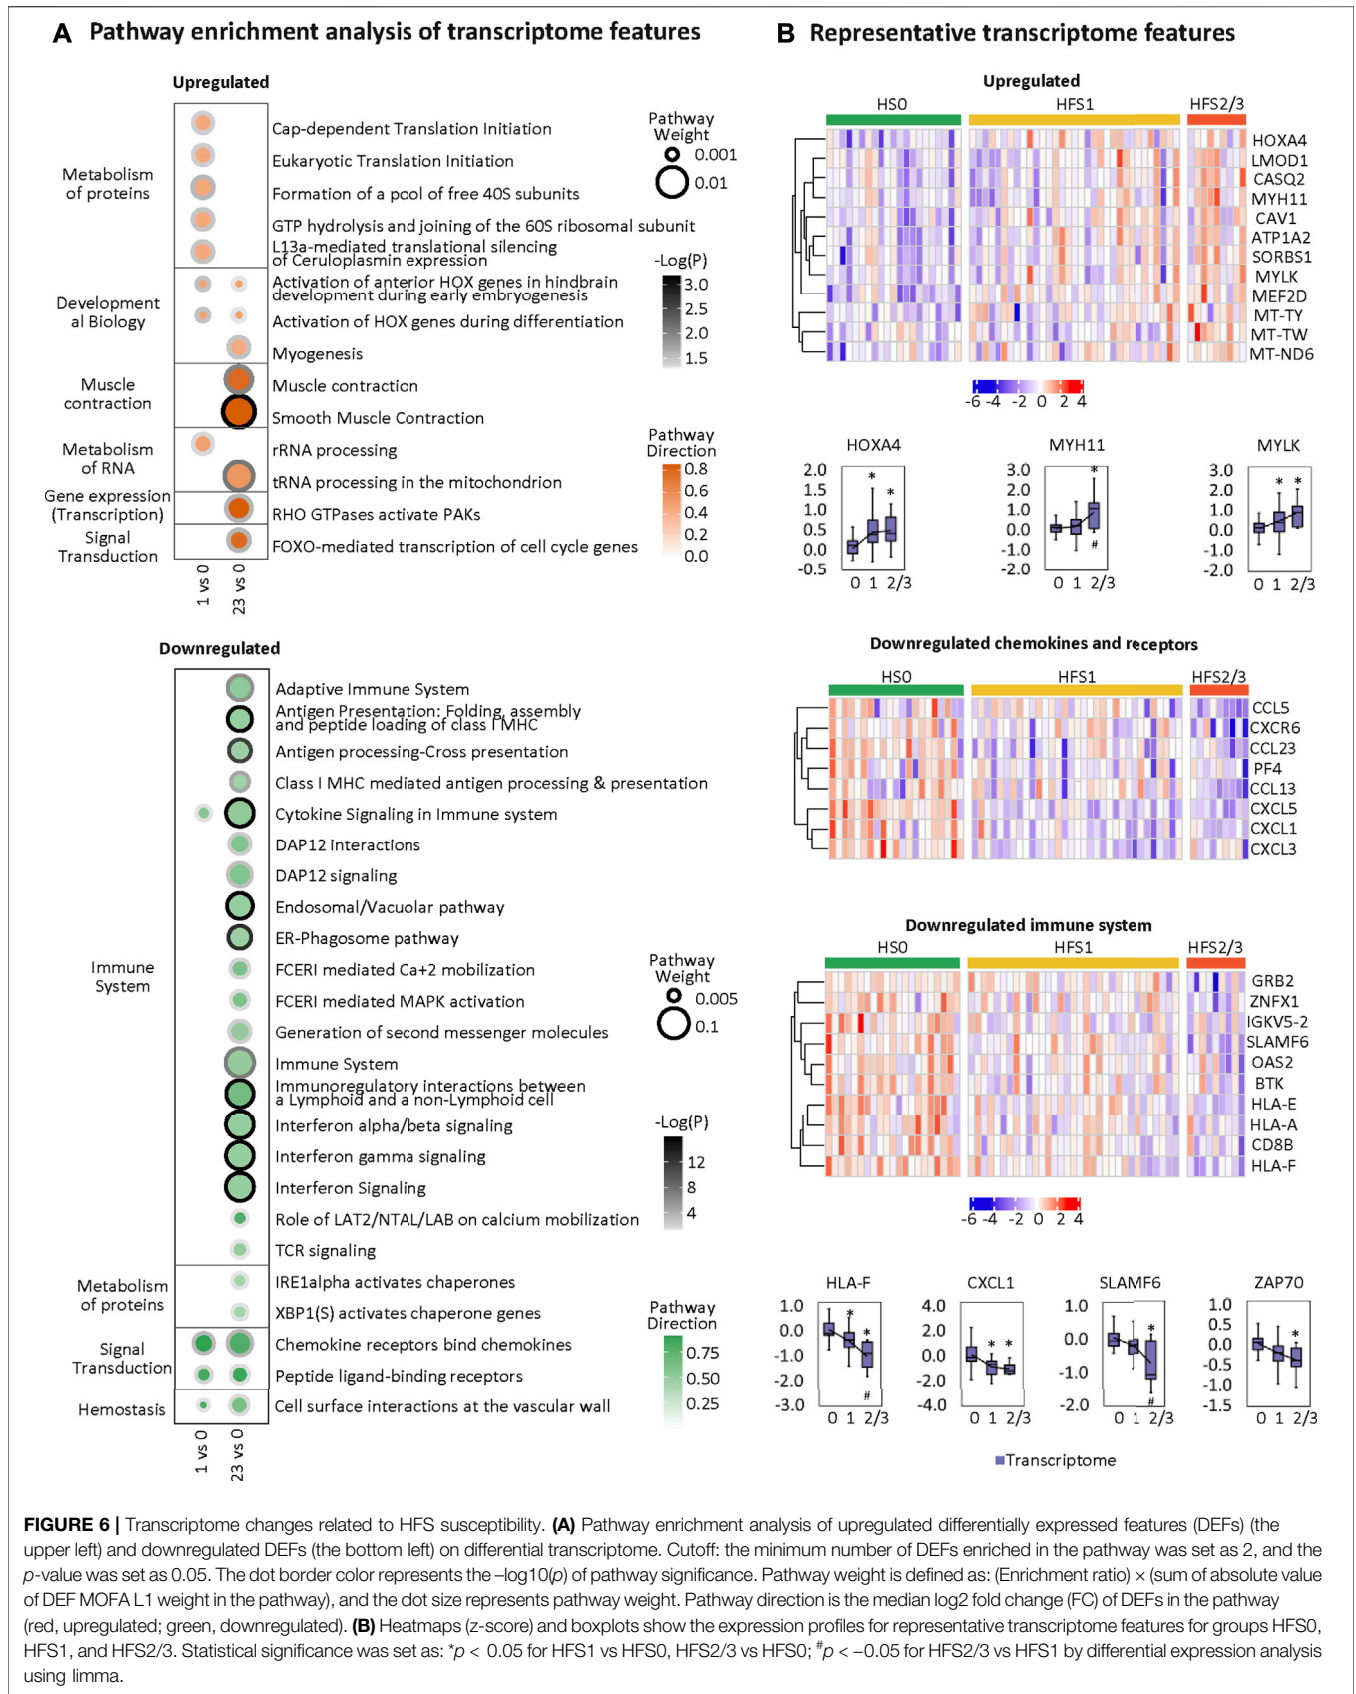 A Pathway enrichment analysis of transcriptome features
Upregulated
Metabolism
of proteins
Cap-dependent Translation Initiation
Eukaryotic Translation Initiation
Formation of a pool of free 40S subunits
GTP hydrolysis and joining of the 60S ribosomal subunit
L13a-mediated translational silencing
of Ceruloplasmin expression
Development
al Biology
Activation of anterior HOX genes in hindbrain
development during early embryogenesis
Activation of HOX genes during differentiation
Myogenesis
Muscle
contraction
Muscle contraction
Smooth Muscle Contraction
Metabolism
of RNA
rRNA processing
tRNA processing in the mitochondrion
Gene expression
(Transcription)
RHO GTPases activate PAKs
Signal
Transduction
FOXO-mediated transcription of cell cycle genes
1 vs 0
23 vs 0
Pathway
Weight
0.001
0.01
-Log(P)
3.0
2.5
2.0
1.5
Pathway
Direction
0.8
0.6
0.4
0.2
0.0
Downregulated
Immune
System
Adaptive Immune System
Antigen Presentation: Folding, assembly
and peptide loading of class I MHC
Antigen processing-Cross presentation
Class I MHC mediated antigen processing & presentation
Cytokine Signaling in Immune system
DAP12 interactions
DAP12 signaling
Endosomal/Vacuolar pathway
ER-Phagosome pathway
FCERI mediated Ca+2 mobilization
FCERI mediated MAPK activation
Generation of second messenger molecules
Immune System
Immunoregulatory interactions between
a Lymphoid and a non-Lymphoid cell
Interferon alpha/beta signaling
Interferon gamma signaling
Interferon Signaling
Role of LAT2/NTAL/LAB on calcium mobilization
TCR signaling
Metabolism
of proteins
IRE1alpha activates chaperones
XBP1(S) activates chaperone genes
Signal
Transduction
Chemokine receptors bind chemokines
Peptide ligand-binding receptors
Hemostasis
Cell surface interactions at the vascular wall
1 vs 0
23 vs 0
Pathway
Weight
0.005
0.1
-Log(P)
12
8
4
Pathway
Direction
0.75
0.50
0.25
B Representative transcriptome features
Upregulated
HS0 HFS1 HFS2/3
HOXA4
LMOD1
CASQ2
MYH11
CAV1
ATP1A2
SORBS1
MYLK
MEF2D
MT-TY
MT-TW
MT-ND6
-6 -4 -2 0 2 4
HOXA4
2.0
1.5
1.0
0.5
0.0
-0.5
* *
0 1 2/3
MYH11
3.0
2.0
1.0
0.0
-1.0
-2.0
*
#
0 1 2/3
MYLK
3.0
2.0
1.0
0.0
-1.0
-2.0
* *
0 1 2/3
Downregulated chemokines and receptors
HS0 HFS1 HFS2/3
CCL5
CXCR6
CCL23
PF4
CCL13
CXCL5
CXCL1
CXCL3
Downregulated immune system
HS0 HFS1 HFS2/3
GRB2
ZNFX1
IGKV5-2
SLAMF6
OAS2
BTK
HLA-E
HLA-A
CD8B
HLA-F
-6 -4 -2 0 2 4
HLA-F
1.0
0.0
-1.0
-2.0
-3.0
* *
#
0 1 2/3
CXCL1
4.0
2.0
0.0
-2.0
-4.0
* *
0 1 2/3
SLAMF6
1.0
0.0
-1.0
-2.0
*
#
0 1 2/3
ZAP70
1.0
0.5
0.0
-0.5
-1.0
-1.5
*
0 1 2/3
Transcriptome
FIGURE 6 | Transcriptome changes related to HFS susceptibility. (A) Pathway enrichment analysis of upregulated differentially expressed features (DEFs) (the
upper left) and downregulated DEFs (the bottom left) on differential transcriptome. Cutoff: the minimum number of DEFs enriched in the pathway was set as 2, and the
p-value was set as 0.05. The dot border color represents the –log10(p) of pathway significance. Pathway weight is defined as: (Enrichment ratio) × (sum of absolute value
of DEF MOFA L1 weight in the pathway), and the dot size represents pathway weight. Pathway direction is the median log2 fold change (FC) of DEFs in the pathway
(red, upregulated; green, downregulated). (B) Heatmaps (z-score) and boxplots show the expression profiles for representative transcriptome features for groups HFS0,
HFS1, and HFS2/3. Statistical significance was set as: *p < 0.05 for HFS1 vs HFS0, HFS2/3 vs HFS0; #p < –0.05 for HFS2/3 vs HFS1 by differential expression analysis
using limma.